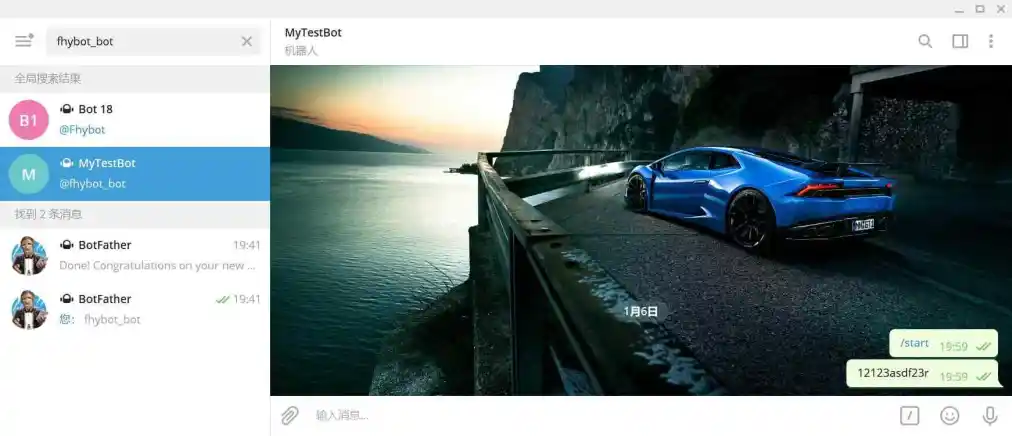 fhybot_bot
全局搜索结果
B1
Bot 18
@Fhybot
M
MyTestBot
@fhybot_bot
找到 2 条消息
BotFather 19:41
Done! Congratulations on your new ...
BotFather 19:41
您: fhybot_bot
MyTestBot
机器人
1月6日
/start 19:59
12123asdf23r 19:59
输入消息...